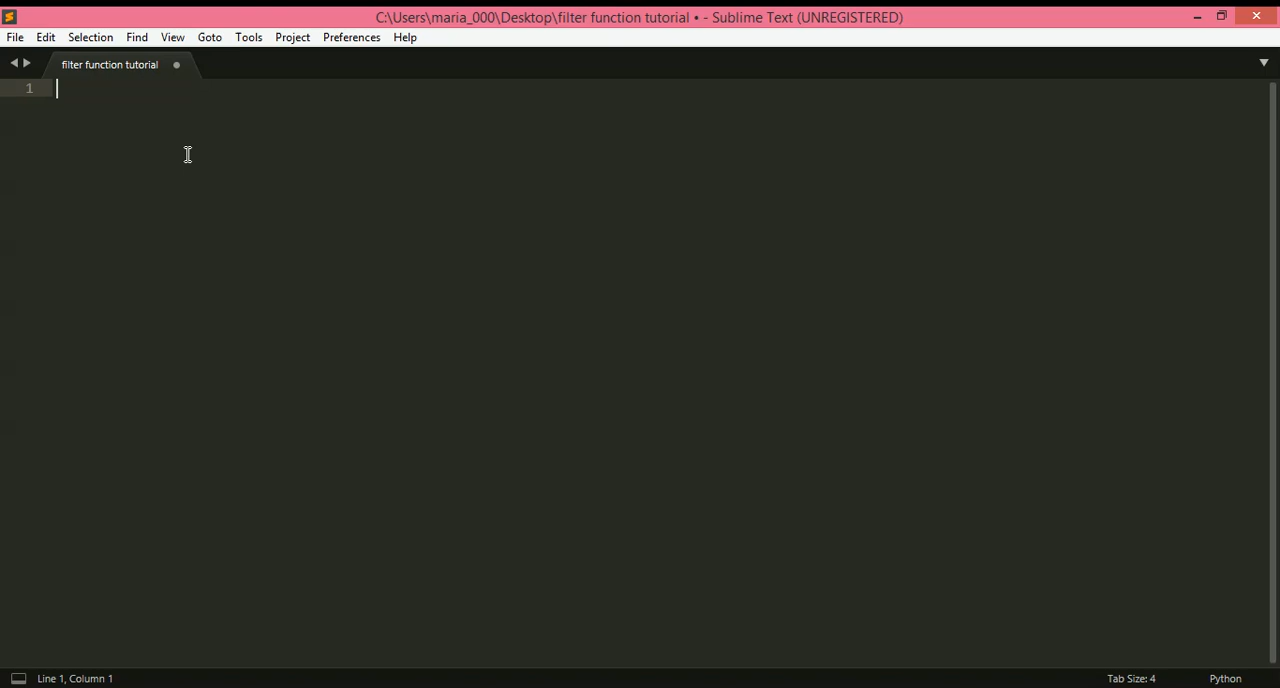 C:\Users\maria_000\Desktop\filter function tutorial • - Sublime Text (UNREGISTERED)
File Edit Selection Find View Goto Tools Project Preferences Help
filter function tutorial
1
Line 1, Column 1 Tab Size: 4 Python